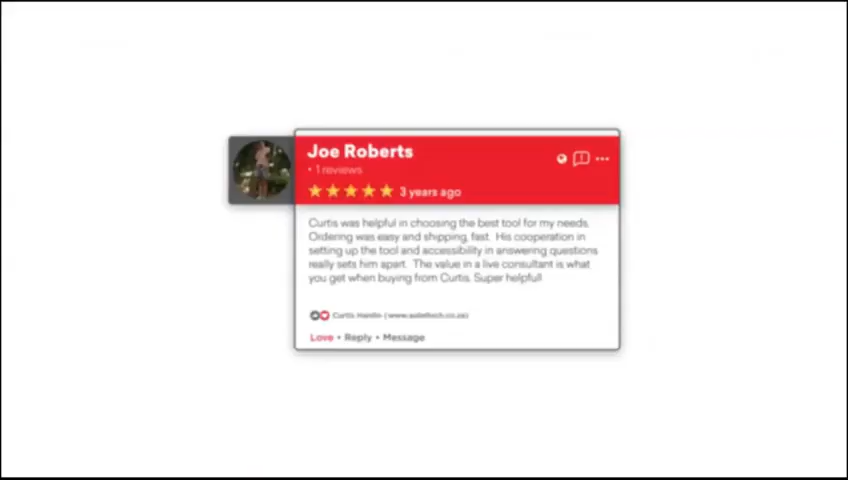 Joe Roberts
• 1 reviews
3 years ago
Curtis was helpful in choosing the best tool for my needs.
Ordering was easy and shipping, fast. His cooperation in
setting up the tool and accessibility in answering questions
really sets him apart. The value in a live consultant is what
you get when buying from Curtis. Super helpful!
Curtis
Love • Reply • Message